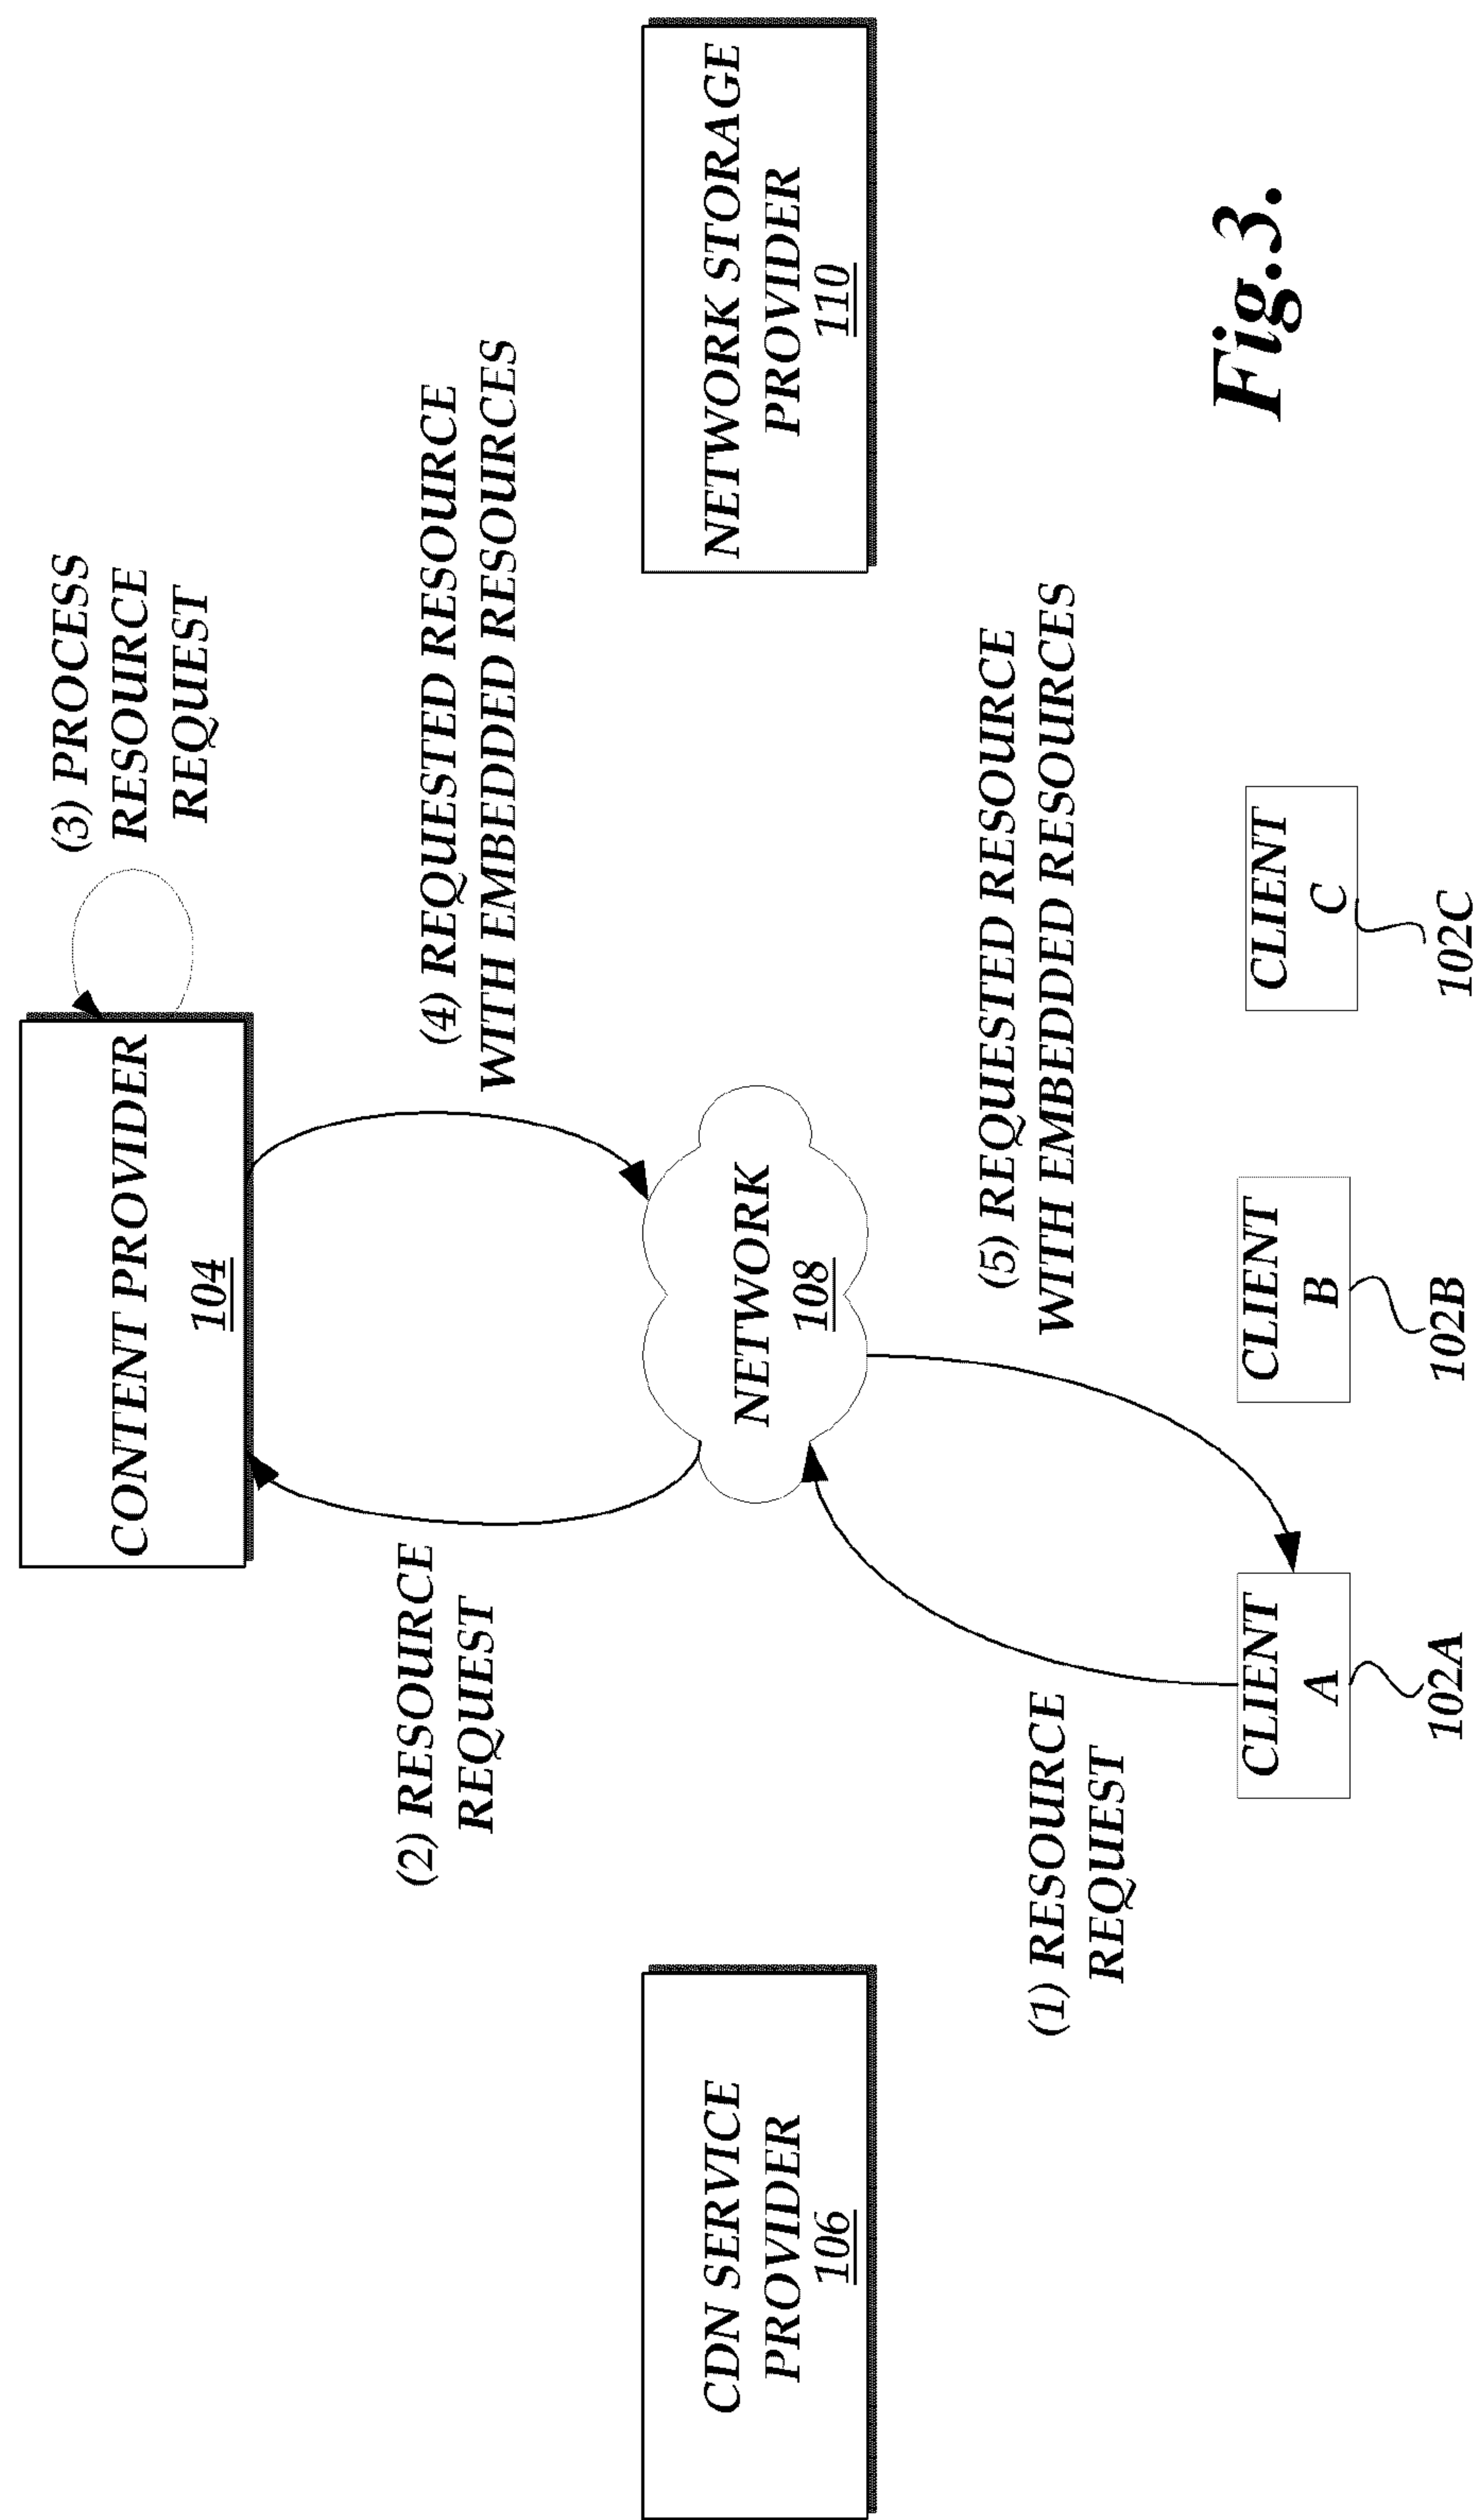 (3) PROCESS
RESOURCE
REQUEST
CONTENT PROVIDER
104
(2) RESOURCE
REQUEST
(4) REQUESTED RESOURCE
WITH EMBEDDED RESOURCES
CDN SERVICE
PROVIDER
106
NETWORK
108
NETWORK STORAGE
PROVIDER
110
(1) RESOURCE
REQUEST
(5) REQUESTED RESOURCE
WITH EMBEDDED RESOURCES
CLIENT
A
102A
CLIENT
B
102B
CLIENT
C
102C
Fig.3.